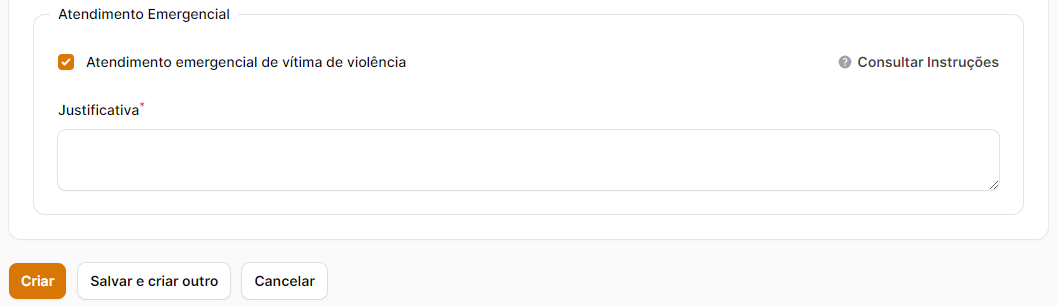 Atendimento Emergencial
Atendimento emergencial de vítima de violência
Consultar Instruções
Justificativa*
Criar
Salvar e criar outro
Cancelar